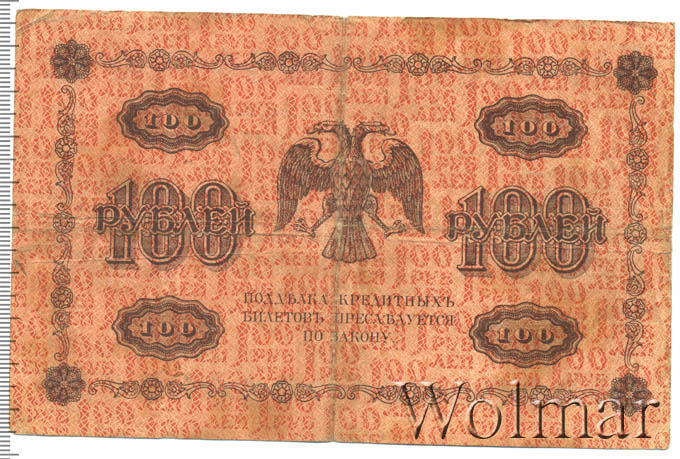 100 100
100 100
РУБЛЕЙ РУБЛЕЙ
ПОДДѢЛКА КРЕДИТНЫХЪ
БИЛЕТОВЪ ПРЕСЛѢДУЕТСЯ
ПО ЗАКОНУ.
100 100
Wolmar